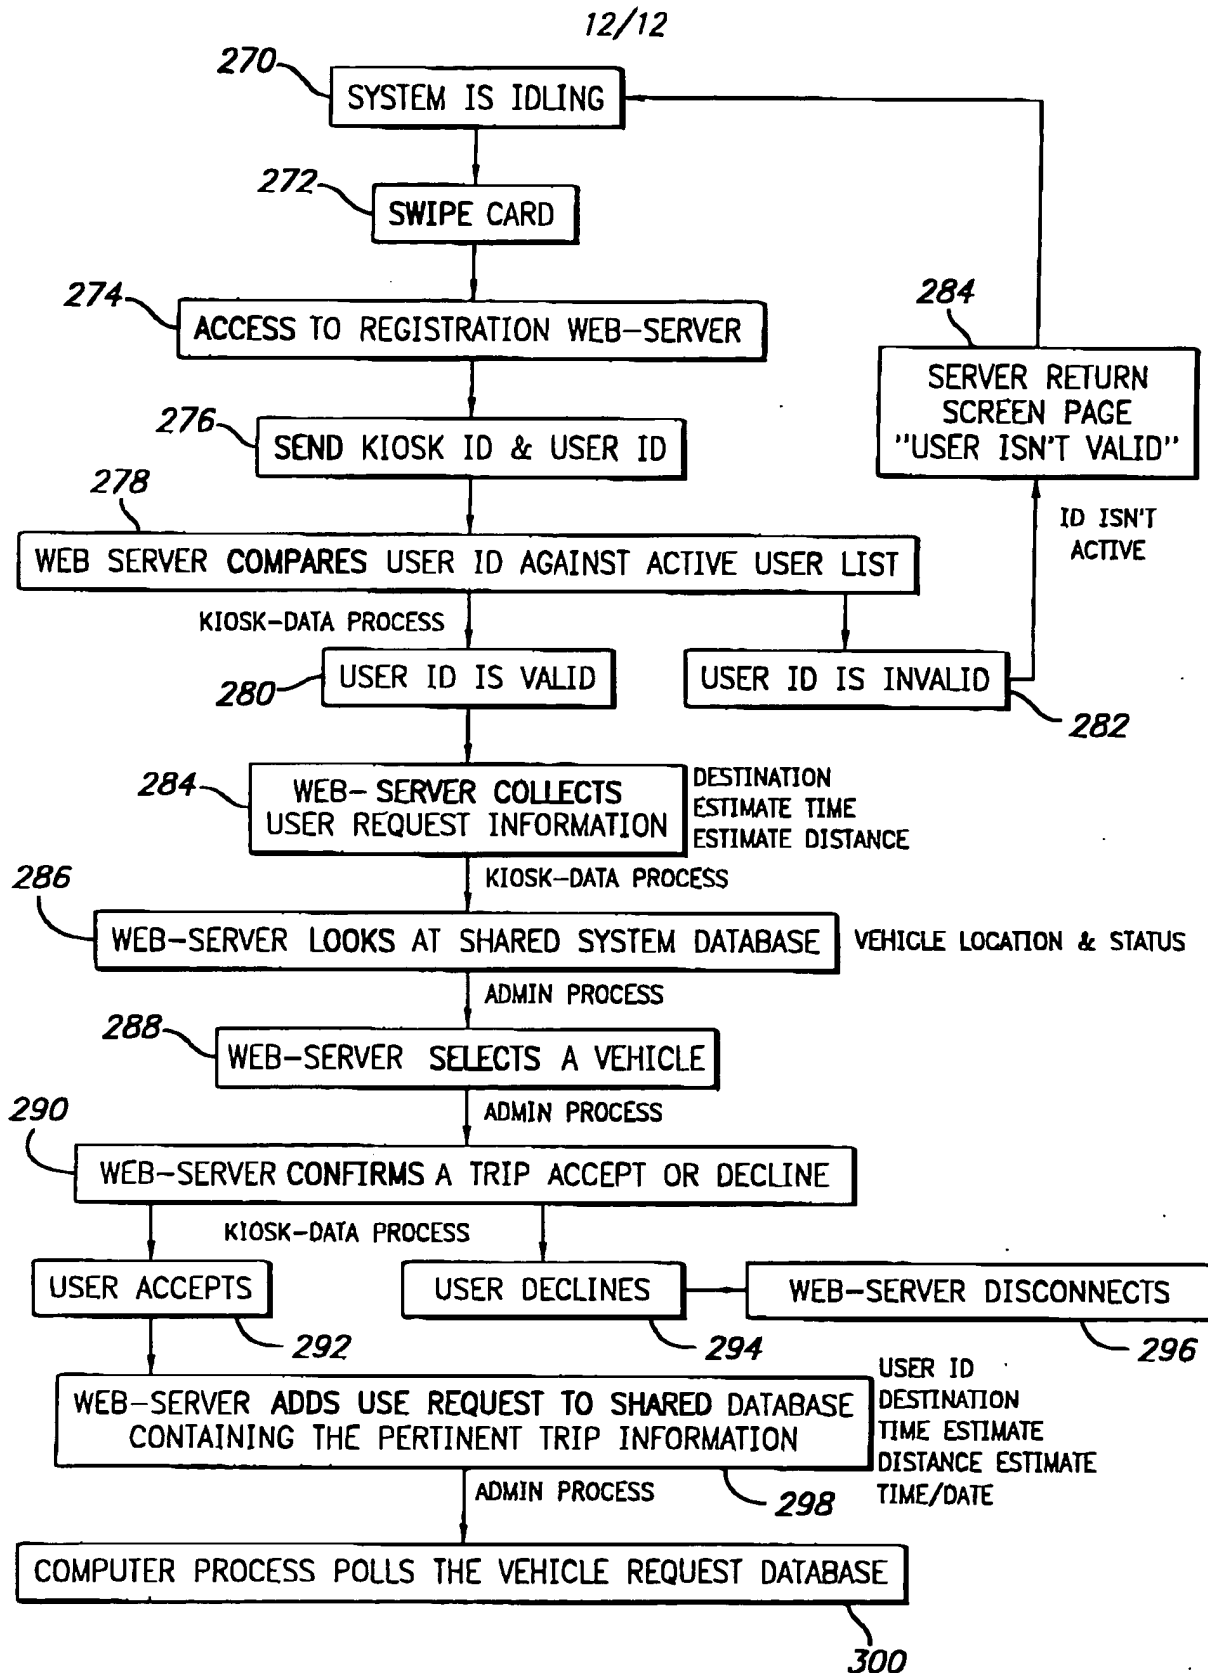 12/12
270
SYSTEM IS IDLING
272
SWIPE CARD
274
ACCESS TO REGISTRATION WEB-SERVER
284
SERVER RETURN
SCREEN PAGE
"USER ISN'T VALID"
276
SEND KIOSK ID & USER ID
278
ID ISN'T
ACTIVE
WEB SERVER COMPARES USER ID AGAINST ACTIVE USER LIST
KIOSK-DATA PROCESS
280
USER ID IS VALID
USER ID IS INVALID
282
284
WEB-SERVER COLLECTS
USER REQUEST INFORMATION
DESTINATION
ESTIMATE TIME
ESTIMATE DISTANCE
286
KIOSK-DATA PROCESS
WEB-SERVER LOOKS AT SHARED SYSTEM DATABASE
VEHICLE LOCATION & STATUS
ADMIN PROCESS
288
WEB-SERVER SELECTS A VEHICLE
290
ADMIN PROCESS
WEB-SERVER CONFIRMS A TRIP ACCEPT OR DECLINE
KIOSK-DATA PROCESS
USER ACCEPTS
USER DECLINES
WEB-SERVER DISCONNECTS
292
294
296
WEB-SERVER ADDS USE REQUEST TO SHARED DATABASE
CONTAINING THE PERTINENT TRIP INFORMATION
USER ID
DESTINATION
TIME ESTIMATE
DISTANCE ESTIMATE
TIME/DATE
ADMIN PROCESS
298
COMPUTER PROCESS POLLS THE VEHICLE REQUEST DATABASE
300